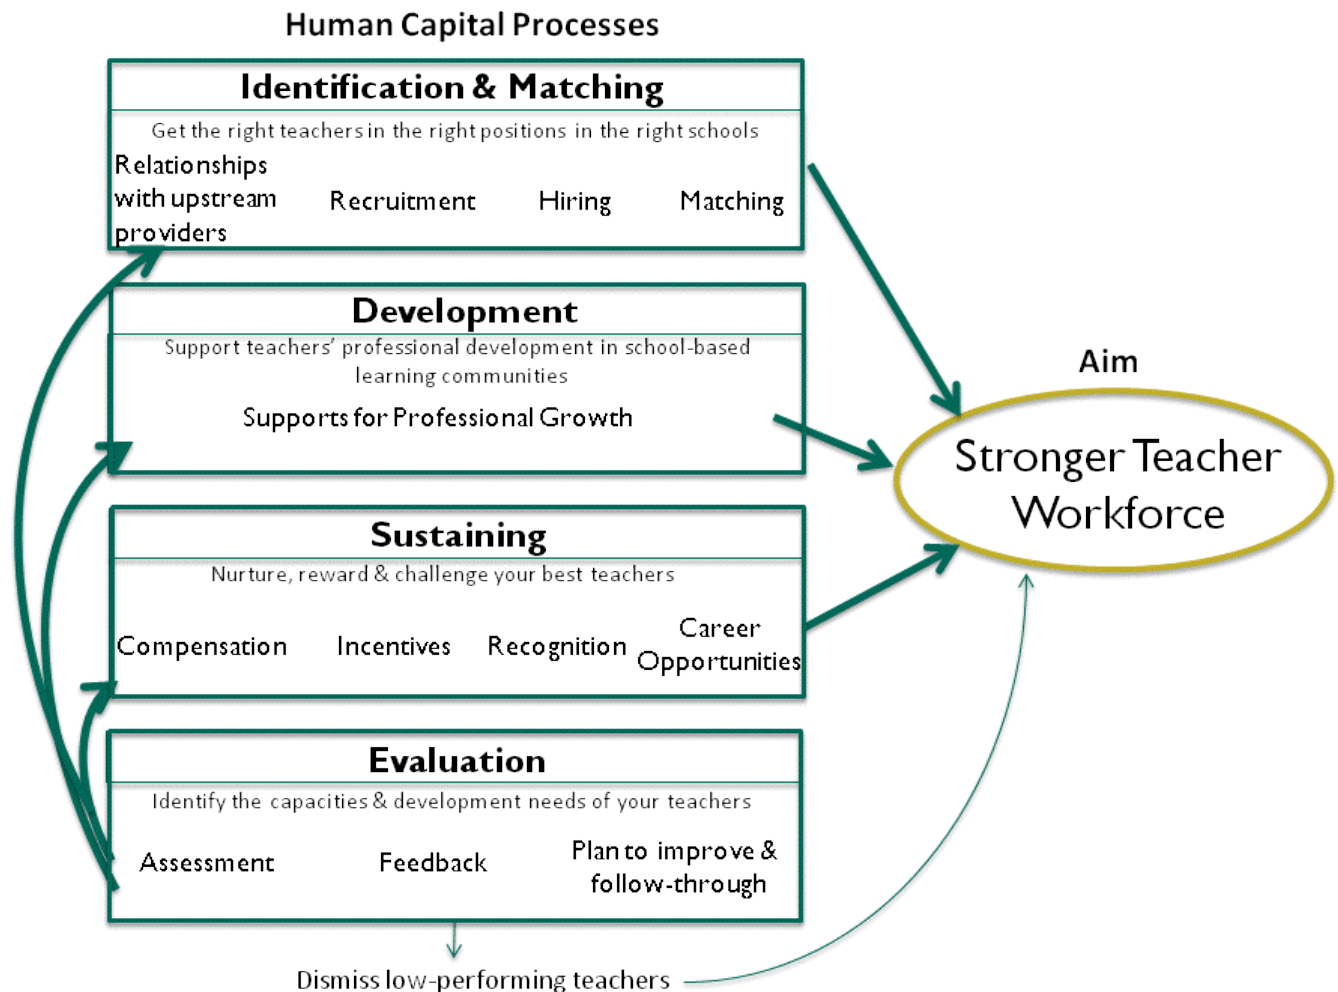 Human Capital Processes
Identification & Matching
Get the right teachers in the right positions in the right schools
Relationships
with upstream
providers
Recruitment
Hiring
Matching
Development
Support teachers’ professional development in school-based
learning communities
Supports for Professional Growth
Sustaining
Nurture, reward & challenge your best teachers
Compensation
Incentives
Recognition
Career
Opportunities
Evaluation
Identify the capacities & development needs of your teachers
Assessment
Feedback
Plan to improve &
follow-through
Dismiss low-performing teachers
Aim
Stronger Teacher
Workforce